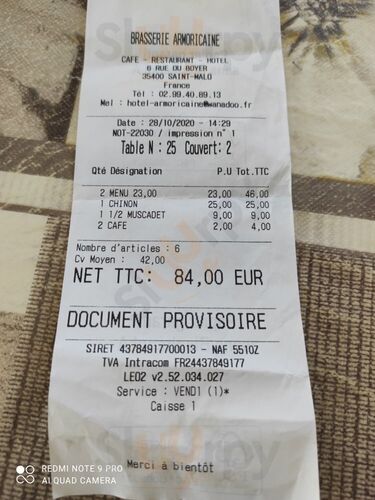 BRASSERIE ARMORICAINE
CAFE - RESTAURANT - HOTEL
6 RUE DU BOYER
35400 SAINT-MALO
France
Tél : 02.99.40.89.13
Mel : hotel-armoricaine@wanadoo.fr
Date : 28/10/2020 - 14:29
NOT-22030 / impression n° 1
Table N : 25 Couvert: 2
Qté Désignation P.U Tot.TTC
2 MENU 23,00 23,00 46,00
1 CHINON 25,00 25,00
1 1/2 MUSCADET 9,00 9,00
2 CAFE 2,00 4,00
Nombre d'articles : 6
Cv Moyen : 42,00
NET TTC: 84,00 EUR
DOCUMENT PROVISOIRE
SIRET 43784917700013 - NAF 5510Z
TVA Intracom FR24437849177
LEO2 v2.52.034.027
Service : VENDI (1)*
Caisse 1
Merci à bientôt
REDMI NOTE 9 PRO
AI QUAD CAMERA